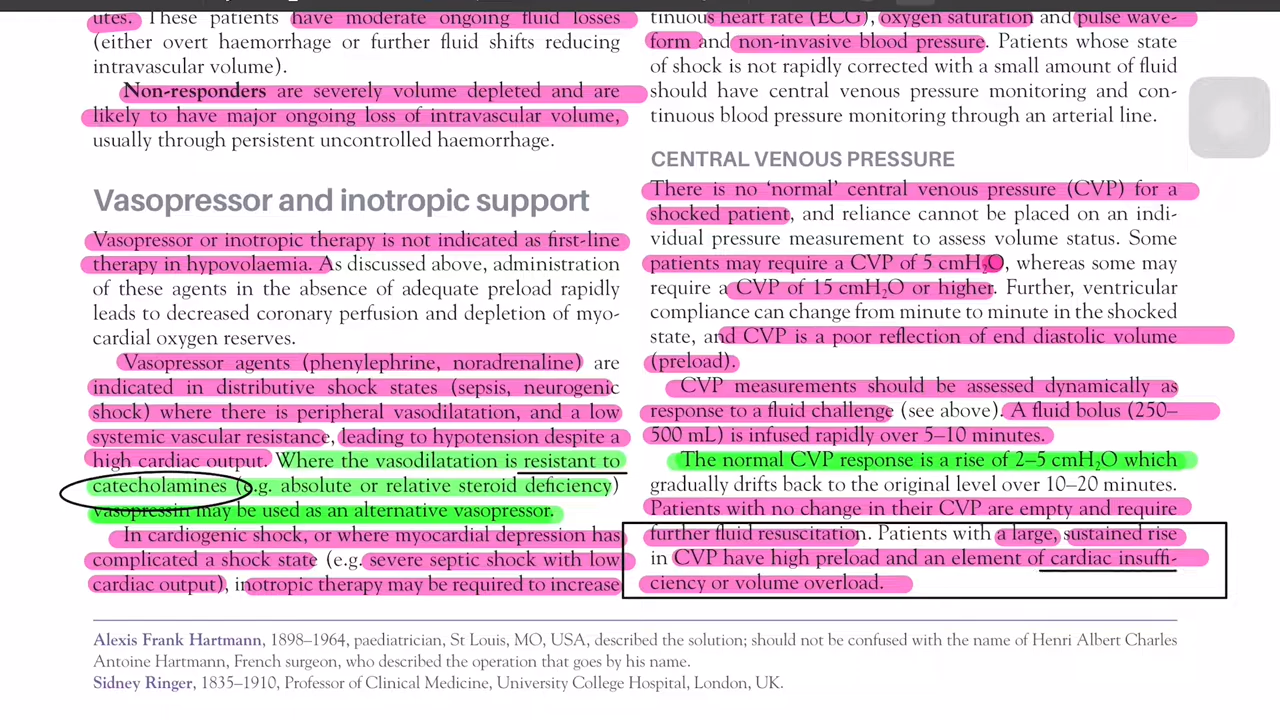 utes. These patients have moderate ongoing fluid losses
(either overt haemorrhage or further fluid shifts reducing
intravascular volume).
Non-responders are severely volume depleted and are
likely to have major ongoing loss of intravascular volume,
usually through persistent uncontrolled haemorrhage.
Vasopressor and inotropic support
Vasopressor or inotropic therapy is not indicated as first-line
therapy in hypovolaemia. As discussed above, administration
of these agents in the absence of adequate preload rapidly
leads to decreased coronary perfusion and depletion of myo-
cardial oxygen reserves.
Vasopressor agents (phenylephrine, noradrenaline) are
indicated in distributive shock states (sepsis, neurogenic
shock) where there is peripheral vasodilatation, and a low
systemic vascular resistance, leading to hypotension despite a
high cardiac output. Where the vasodilatation is resistant to
catecholamines (e.g. absolute or relative steroid deficiency)
vasopressin may be used as an alternative vasopressor.
In cardiogenic shock, or where myocardial depression has
complicated a shock state (e.g. severe septic shock with low
cardiac output), inotropic therapy may be required to increase
tinuous heart rate (ECG), oxygen saturation and pulse wave-
form and non-invasive blood pressure. Patients whose state
of shock is not rapidly corrected with a small amount of fluid
should have central venous pressure monitoring and con-
tinuous blood pressure monitoring through an arterial line.
CENTRAL VENOUS PRESSURE
There is no ‘normal’ central venous pressure (CVP) for a
shocked patient, and reliance cannot be placed on an indi-
vidual pressure measurement to assess volume status. Some
patients may require a CVP of 5 cmH₂O, whereas some may
require a CVP of 15 cmH₂O or higher. Further, ventricular
compliance can change from minute to minute in the shocked
state, and CVP is a poor reflection of end diastolic volume
(preload).
CVP measurements should be assessed dynamically as
response to a fluid challenge (see above). A fluid bolus (250–
500 mL) is infused rapidly over 5–10 minutes.
The normal CVP response is a rise of 2–5 cmH₂O which
gradually drifts back to the original level over 10–20 minutes.
Patients with no change in their CVP are empty and require
further fluid resuscitation. Patients with a large, sustained rise
in CVP have high preload and an element of cardiac insuffi-
ciency or volume overload.
Alexis Frank Hartmann, 1898–1964, paediatrician, St Louis, MO, USA, described the solution; should not be confused with the name of Henri Albert Charles
Antoine Hartmann, French surgeon, who described the operation that goes by his name.
Sidney Ringer, 1835–1910, Professor of Clinical Medicine, University College Hospital, London, UK.